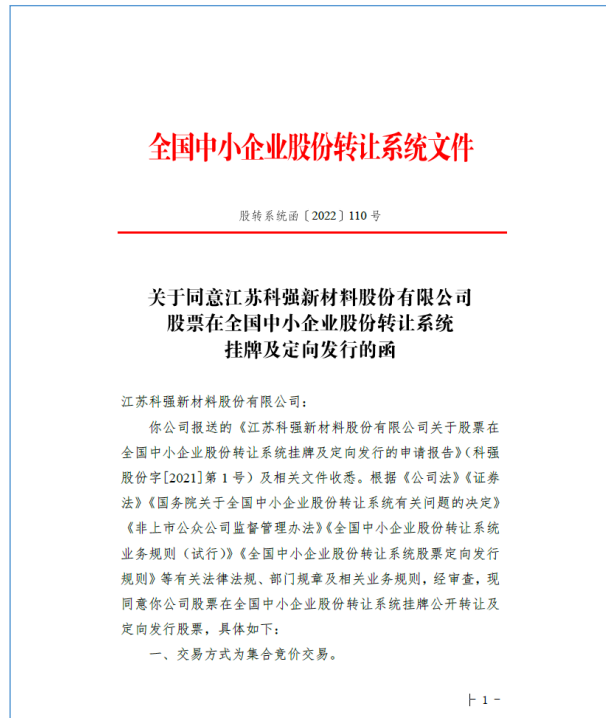 全国中小企业股份转让系统文件
股转系统函〔2022〕110 号
关于同意江苏科强新材料股份有限公司
股票在全国中小企业股份转让系统
挂牌及定向发行的函
江苏科强新材料股份有限公司：
你公司报送的《江苏科强新材料股份有限公司关于股票在
全国中小企业股份转让系统挂牌及定向发行的申请报告》（科强
股份字[2021]第 1 号）及相关文件收悉。根据《公司法》《证券
法》《国务院关于全国中小企业股份转让系统有关问题的决定》
《非上市公众公司监督管理办法》《全国中小企业股份转让系统
业务规则（试行）》《全国中小企业股份转让系统股票定向发行
规则》等有关法律法规、部门规章及相关业务规则，经审查，现
同意你公司股票在全国中小企业股份转让系统挂牌公开转让及
定向发行股票，具体如下：
一、交易方式为集合竞价交易。
├ 1 -